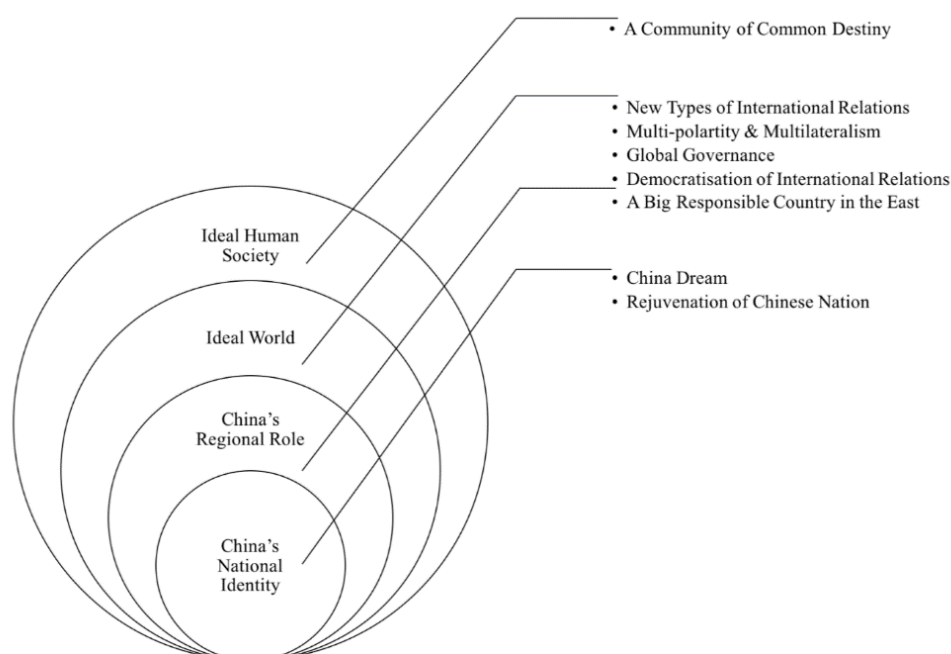 • A Community of Common Destiny
• New Types of International Relations
• Multi-polartity & Multilateralism
• Global Governance
• Democratisation of International Relations
• A Big Responsible Country in the East
• China Dream
• Rejuvenation of Chinese Nation
Ideal Human
Society
Ideal World
China’s
Regional Role
China’s
National
Identity